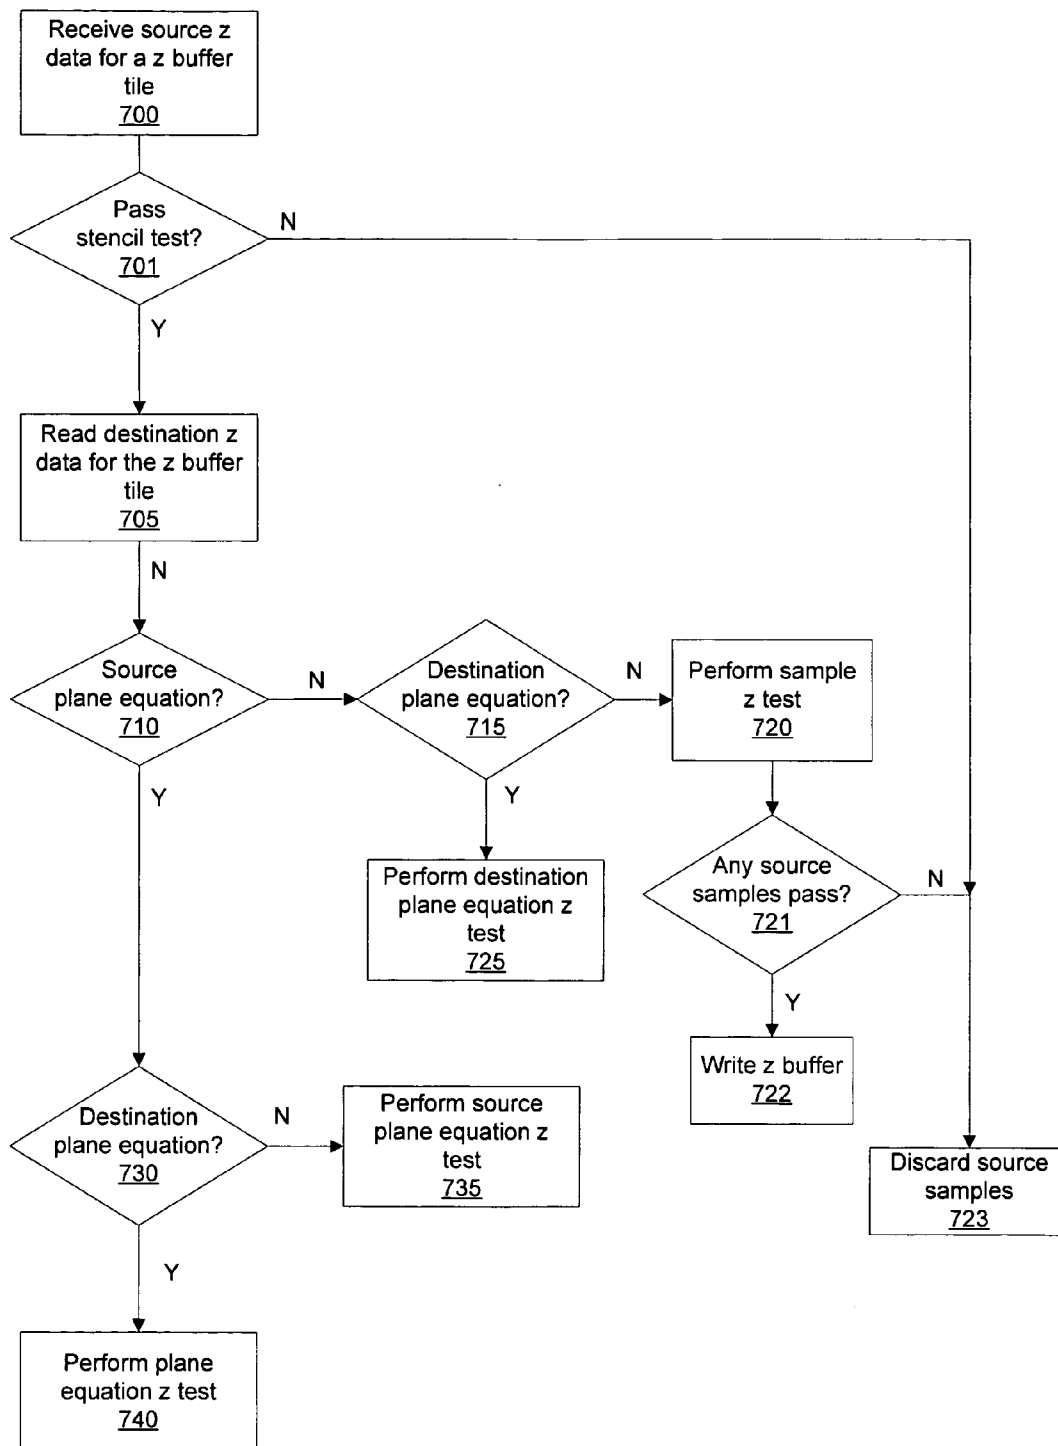 Receive source z
data for a z buffer
tile
700
Pass
stencil test?
701
N
Y
Read destination z
data for the z buffer
tile
705
N
Source
plane equation?
710
N
Y
Destination
plane equation?
715
N
Y
Perform sample
z test
720
Perform destination
plane equation z
test
725
Any source
samples pass?
721
N
Y
Write z buffer
722
Discard source
samples
723
Destination
plane equation?
730
N
Y
Perform source
plane equation z
test
735
Perform plane
equation z test
740